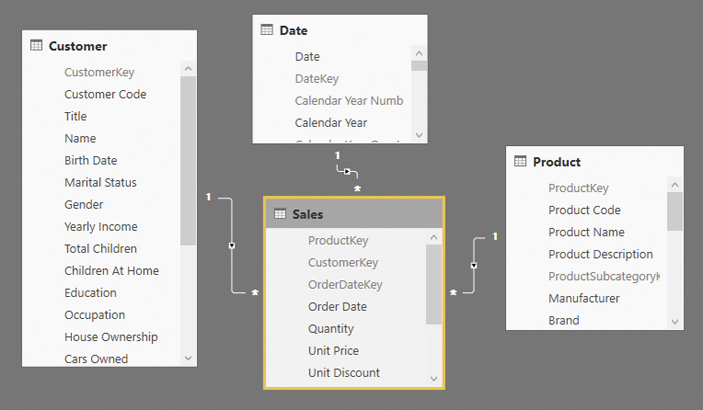 Customer
CustomerKey
Customer Code
Title
Name
Birth Date
Marital Status
Gender
Yearly Income
Total Children
Children At Home
Education
Occupation
House Ownership
Cars Owned
Date
Date
DateKey
Calendar Year Numb
Calendar Year
1
*
1
*
Sales
ProductKey
CustomerKey
OrderDateKey
Order Date
Quantity
Unit Price
Unit Discount
1
*
Product
ProductKey
Product Code
Product Name
Product Description
ProductSubcategoryK
Manufacturer
Brand